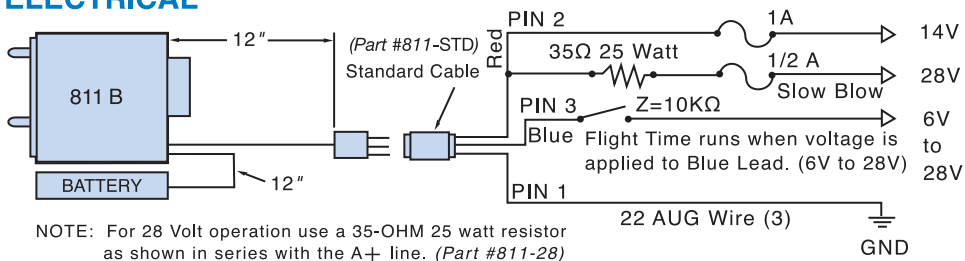 ELECTRICAL
12"
(Part #811-STD)
Standard Cable
Red
PIN 2
1A
14V
35Ω 25 Watt
1/2 A
Slow Blow
28V
811 B
PIN 3
Z=10KΩ
6V
to
28V
Blue
Flight Time runs when voltage is
applied to Blue Lead. (6V to 28V)
BATTERY
12"
PIN 1
22 AUG Wire (3)
GND
NOTE: For 28 Volt operation use a 35-OHM 25 watt resistor
as shown in series with the A+ line. (Part #811-28)